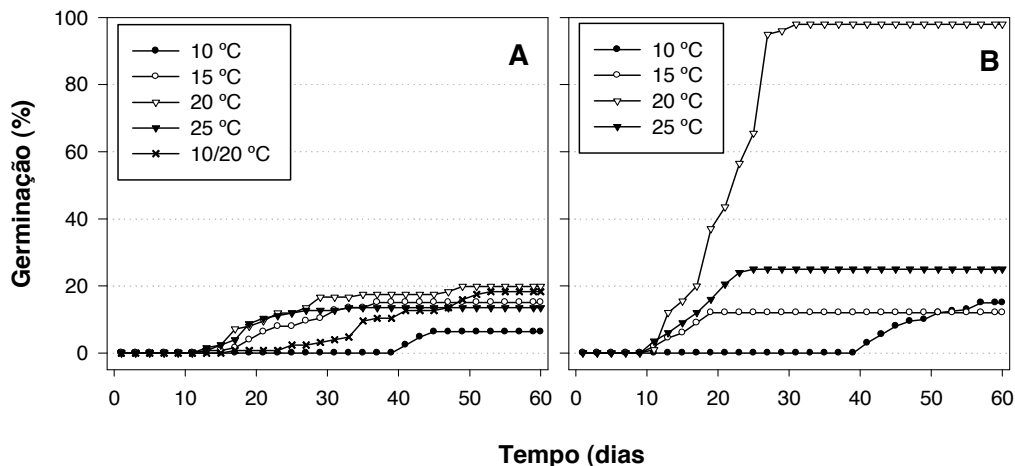 100
80
60
40
20
0
Germinação (%)
10 ºC
15 ºC
20 ºC
25 ºC
10/20 ºC
A
0 10 20 30 40 50 60
10 ºC
15 ºC
20 ºC
25 ºC
B
0 10 20 30 40 50 60
Tempo (dias